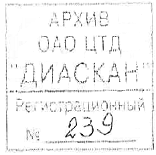 АРХИВ
ОАО ЦТД
"ДИАСКАН"
Регистрационный
№ 239